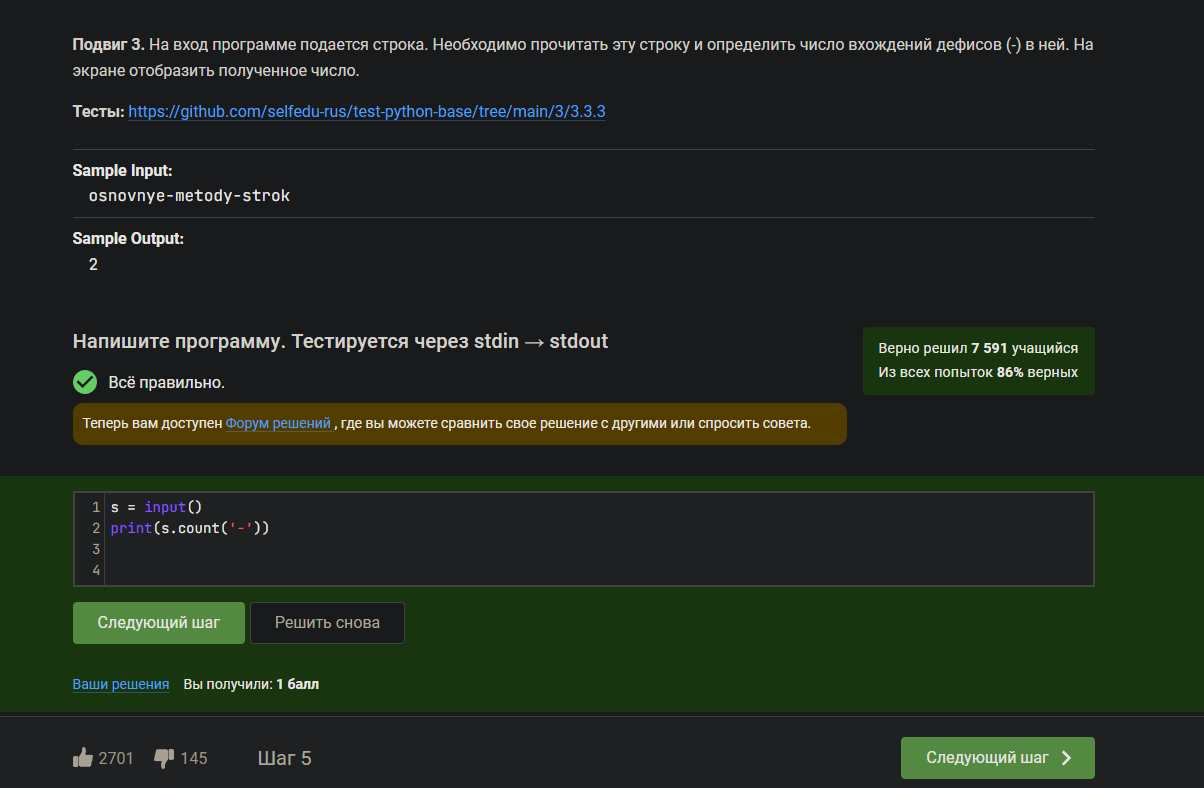 Подвиг 3. На вход программе подается строка. Необходимо прочитать эту строку и определить число вхождений дефисов (-) в ней. На
экране отобразить полученное число.
Тесты: https://github.com/selfedu-rus/test-python-base/tree/main/3/3.3.3
Sample Input:
osnovnye-metody-strok
Sample Output:
2
Напишите программу. Тестируется через stdin → stdout
Верно решил 7 591 учащийся
Из всех попыток 86% верных
Всё правильно.
Теперь вам доступен Форум решений , где вы можете сравнить свое решение с другими или спросить совета.
1 s = input()
2 print(s.count('-'))
3
4
Следующий шаг Решить снова
Ваши решения Вы получили: 1 балл
2701 145 Шаг 5 Следующий шаг